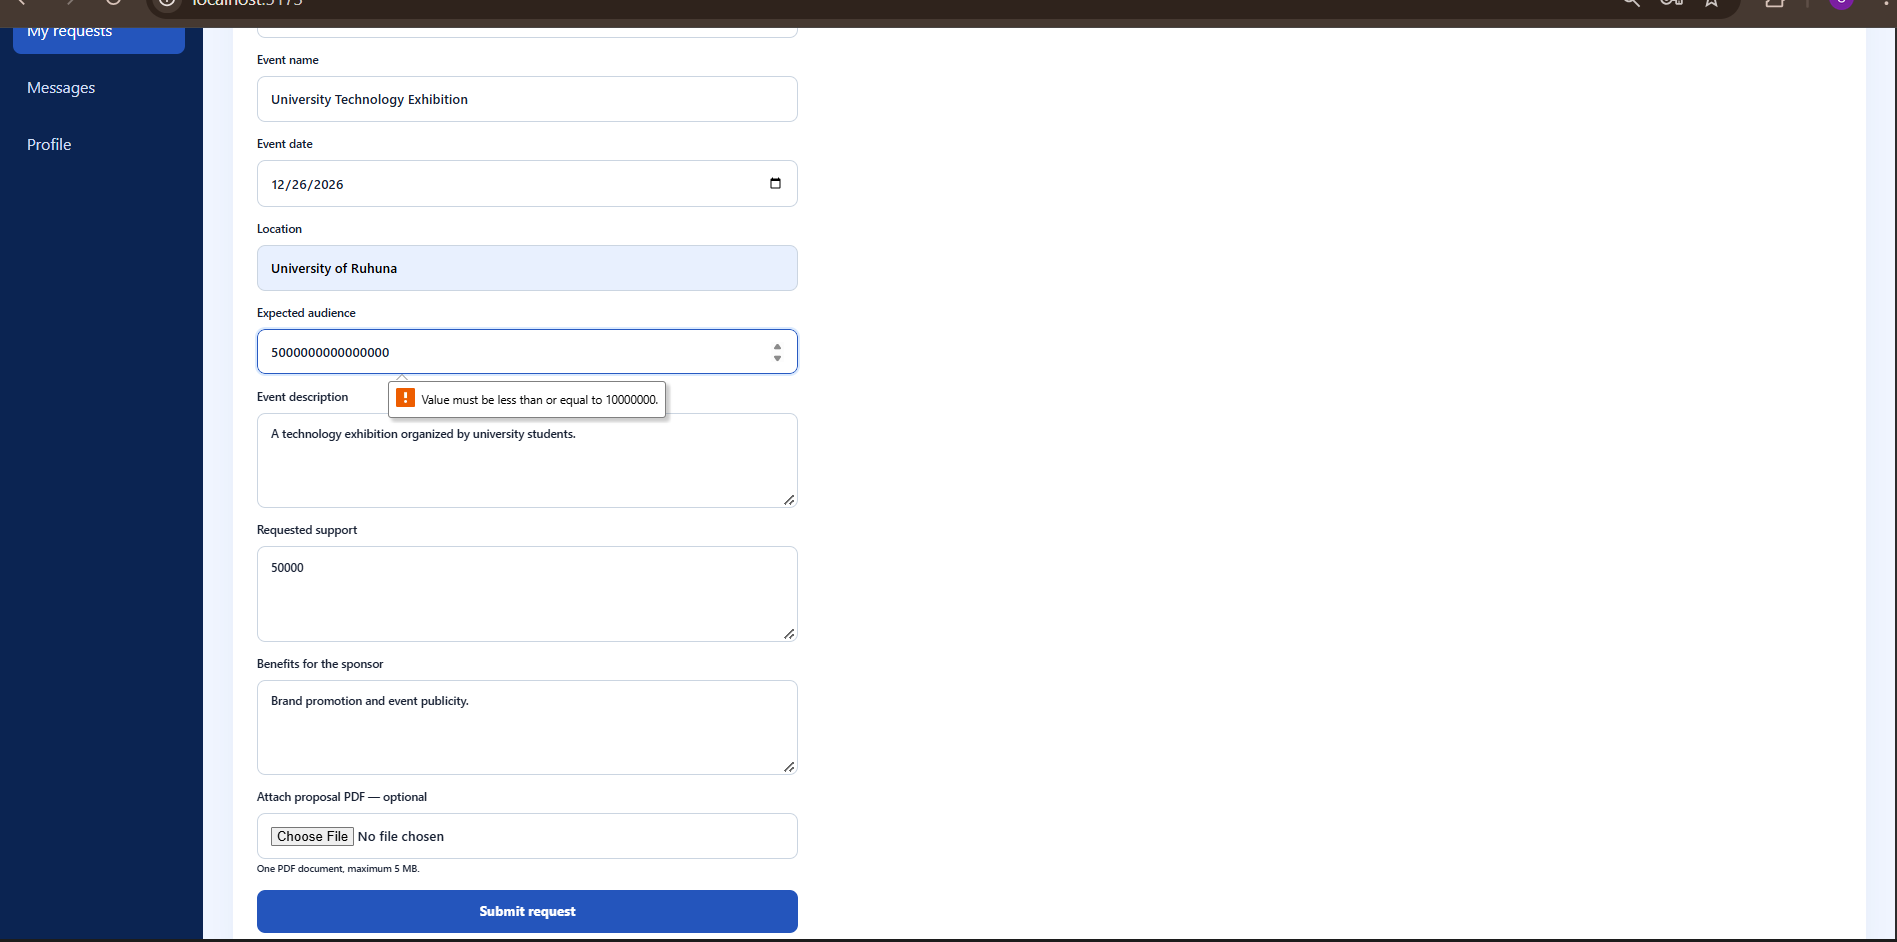 localhost:5173
My requests
Messages
Profile
Event name
University Technology Exhibition
Event date
12/26/2026
Location
University of Ruhuna
Expected audience
5000000000000000
Value must be less than or equal to 10000000.
Event description
A technology exhibition organized by university students.
Requested support
50000
Benefits for the sponsor
Brand promotion and event publicity.
Attach proposal PDF — optional
Choose File No file chosen
One PDF document, maximum 5 MB.
Submit request